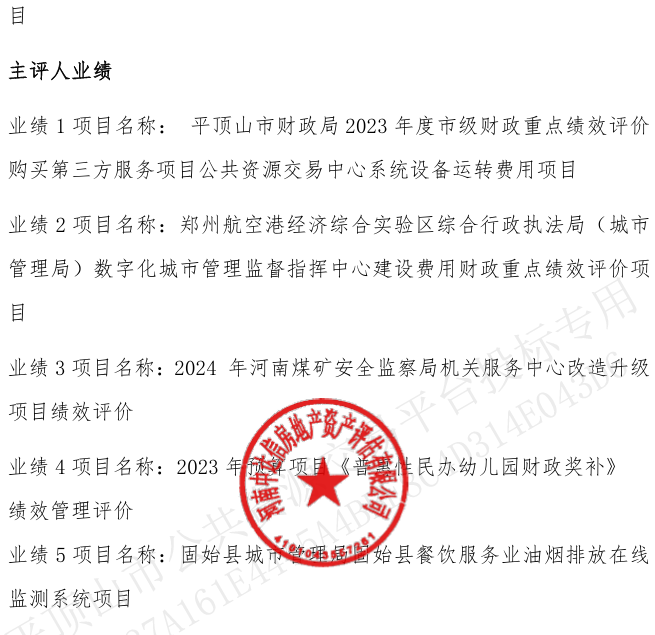 目
主评人业绩
业绩 1 项目名称： 平顶山市财政局 2023 年度市级财政重点绩效评价
购买第三方服务项目公共资源交易中心系统设备运转费用项目
业绩 2 项目名称：郑州航空港经济综合实验区综合行政执法局（城市
管理局）数字化城市管理监督指挥中心建设费用财政重点绩效评价项
目
业绩 3 项目名称：2024 年河南煤矿安全监察局机关服务中心改造升级
项目绩效评价
业绩 4 项目名称：2023 年预算项目《普惠性民办幼儿园财政奖补》
绩效管理评价
业绩 5 项目名称：固始县城市管理局固始县餐饮服务业油烟排放在线
监测系统项目